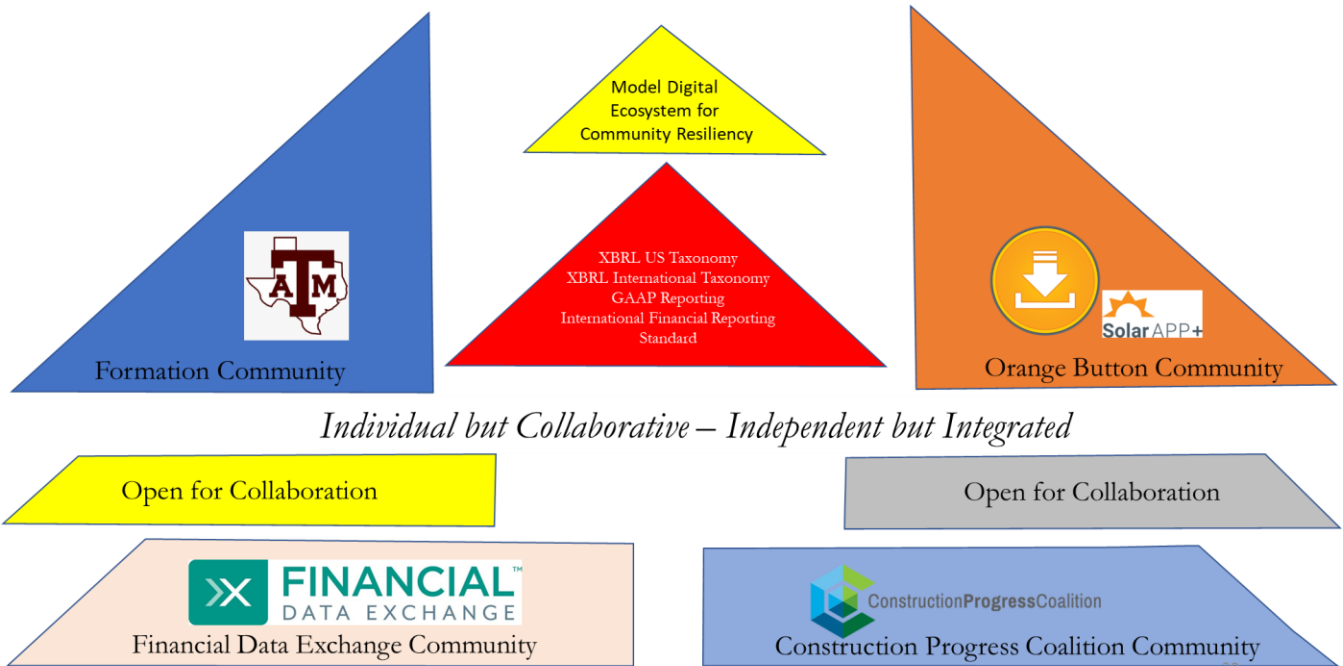 Model Digital
Ecosystem for
Community Resiliency
XBRL US Taxonomy
XBRL International Taxonomy
GAAP Reporting
International Financial Reporting
Standard
ATM
Formation Community
SolarAPP+
Orange Button Community
Individual but Collaborative – Independent but Integrated
Open for Collaboration
Open for Collaboration
FINANCIAL™
DATA EXCHANGE
Financial Data Exchange Community
ConstructionProgressCoalition
Construction Progress Coalition Community